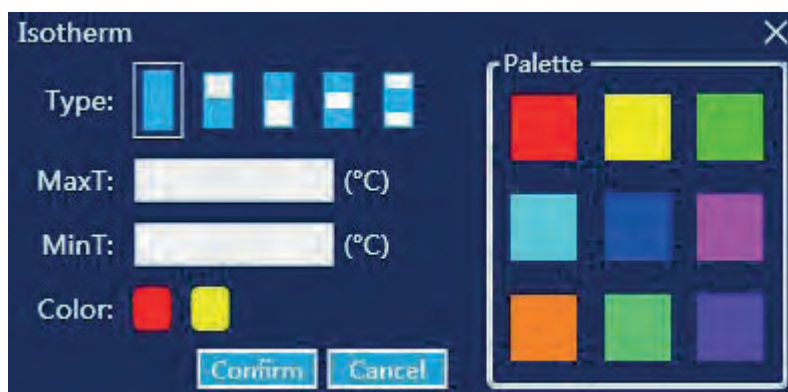 Isotherm
Palette
Type:
MaxT: (°C)
MinT: (°C)
Color:
Confirm Cancel